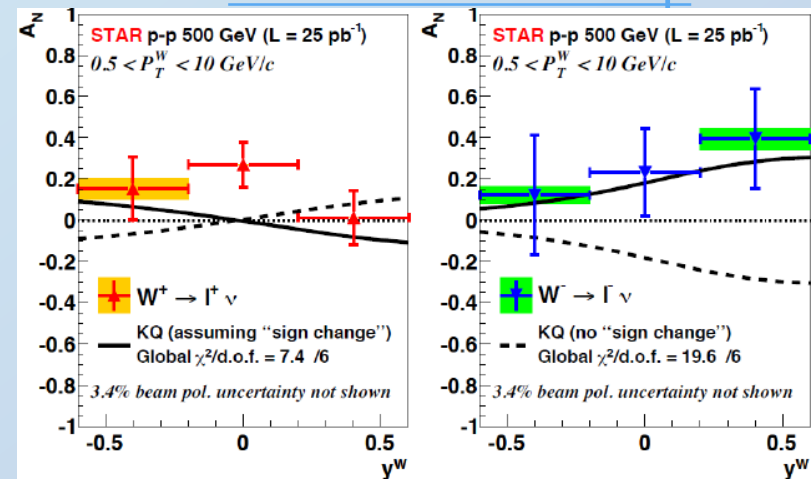 A_N
STAR p-p 500 GeV (L = 25 pb⁻¹)
0.5 < P_T^W < 10 GeV/c
1
0.8
0.6
0.4
0.2
0
-0.2
-0.4
-0.6
-0.8
-1
W⁺ → l⁺ ν
KQ (assuming “sign change”)
Global χ²/d.o.f. = 7.4 /6
3.4% beam pol. uncertainty not shown
-0.5 0 0.5
y^W
A_N
STAR p-p 500 GeV (L = 25 pb⁻¹)
0.5 < P_T^W < 10 GeV/c
1
0.8
0.6
0.4
0.2
0
-0.2
-0.4
-0.6
-0.8
-1
W⁻ → l⁻ ν
KQ (no “sign change”)
Global χ²/d.o.f. = 19.6 /6
3.4% beam pol. uncertainty not shown
-0.5 0 0.5
y^W